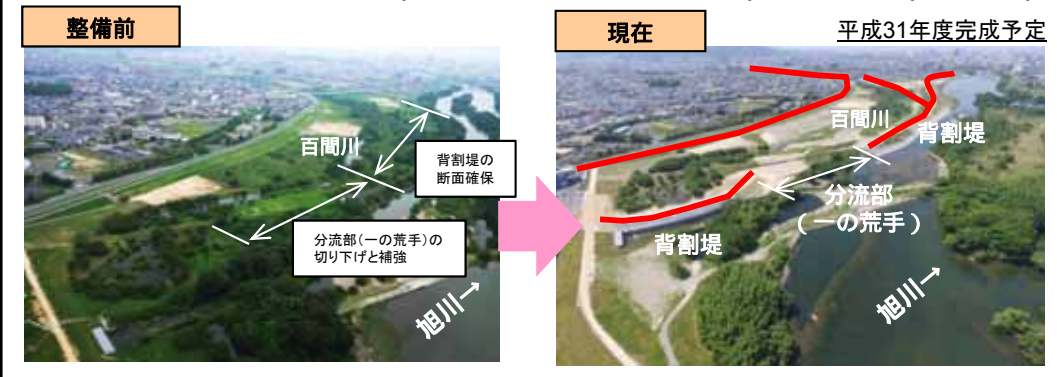 整備前
百間川
背割堤の
断面確保
分流部（一の荒手）の
切り下げと補強
旭川→
現在
平成31年度完成予定
百間川
背割堤
分流部
（一の荒手）
背割堤
旭川→